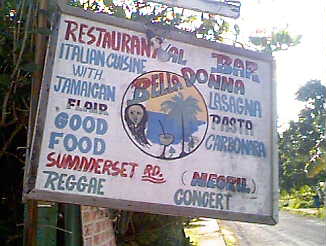 RESTAURANT BAR
BELLA DONNA
ITALIAN CUISINE
WITH
JAMAICAN
FLAIR
LASAGNA
PASTA
CARBONARA
GOOD
FOOD
SUMMERSET RD.
(NEGRIL)
REGGAE CONCERT